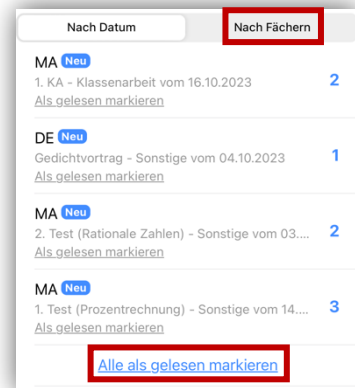 Nach Datum Nach Fächern
MA Neu
1. KA - Klassenarbeit vom 16.10.2023 2
Als gelesen markieren
DE Neu
Gedichtvortrag - Sonstige vom 04.10.2023 1
Als gelesen markieren
MA Neu
2. Test (Rationale Zahlen) - Sonstige vom 03.... 2
Als gelesen markieren
MA Neu
1. Test (Prozentrechnung) - Sonstige vom 14.... 3
Als gelesen markieren
Alle als gelesen markieren